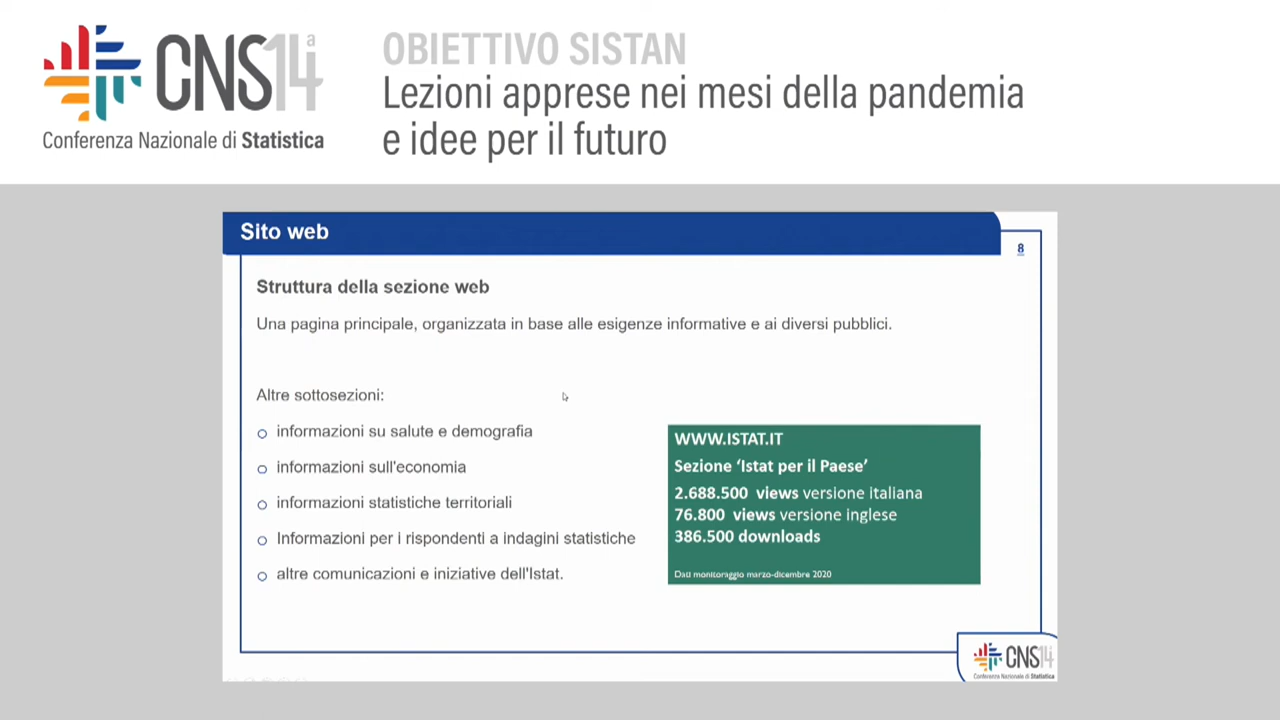 CNS14a
Conferenza Nazionale di Statistica
OBIETTIVO SISTAN
Lezioni apprese nei mesi della pandemia
e idee per il futuro
Sito web
8
Struttura della sezione web
Una pagina principale, organizzata in base alle esigenze informative e ai diversi pubblici.
Altre sottosezioni:
informazioni su salute e demografia
informazioni sull'economia
informazioni statistiche territoriali
Informazioni per i rispondenti a indagini statistiche
altre comunicazioni e iniziative dell'Istat.
WWW.ISTAT.IT
Sezione ‘Istat per il Paese’
2.688.500 views versione italiana
76.800 views versione inglese
386.500 downloads
Dati monitoraggio marzo-dicembre 2020
CNS14
Conferenza Nazionale di Statistica